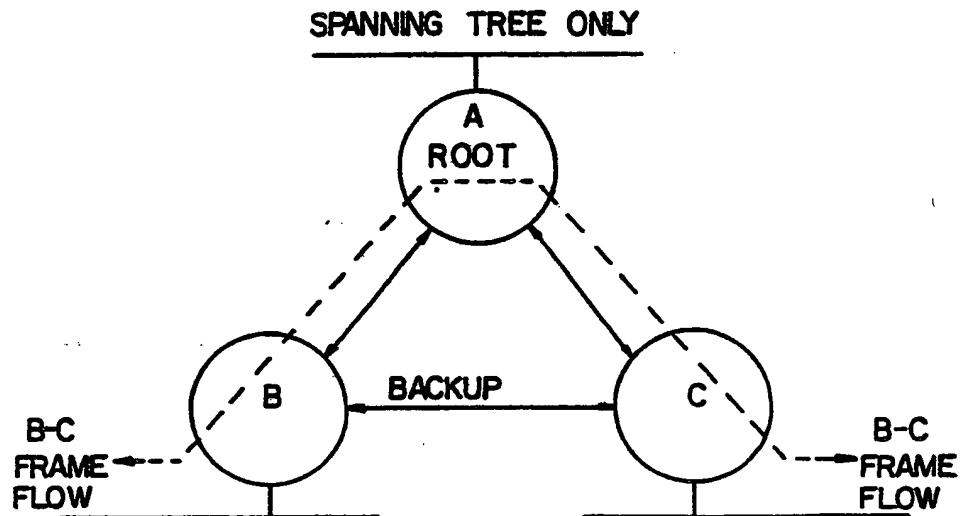 SPANNING TREE ONLY
A
ROOT
B
BACKUP
C
B-C
FRAME
FLOW
B-C
FRAME
FLOW